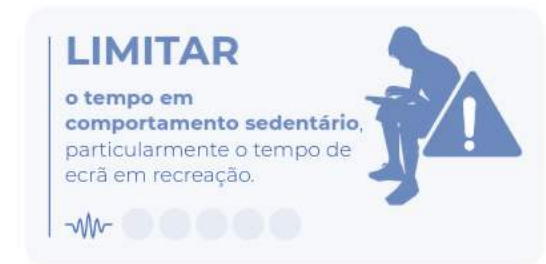 LIMITAR
o tempo em
comportamento sedentário,
particularmente o tempo de
ecrã em recreação.